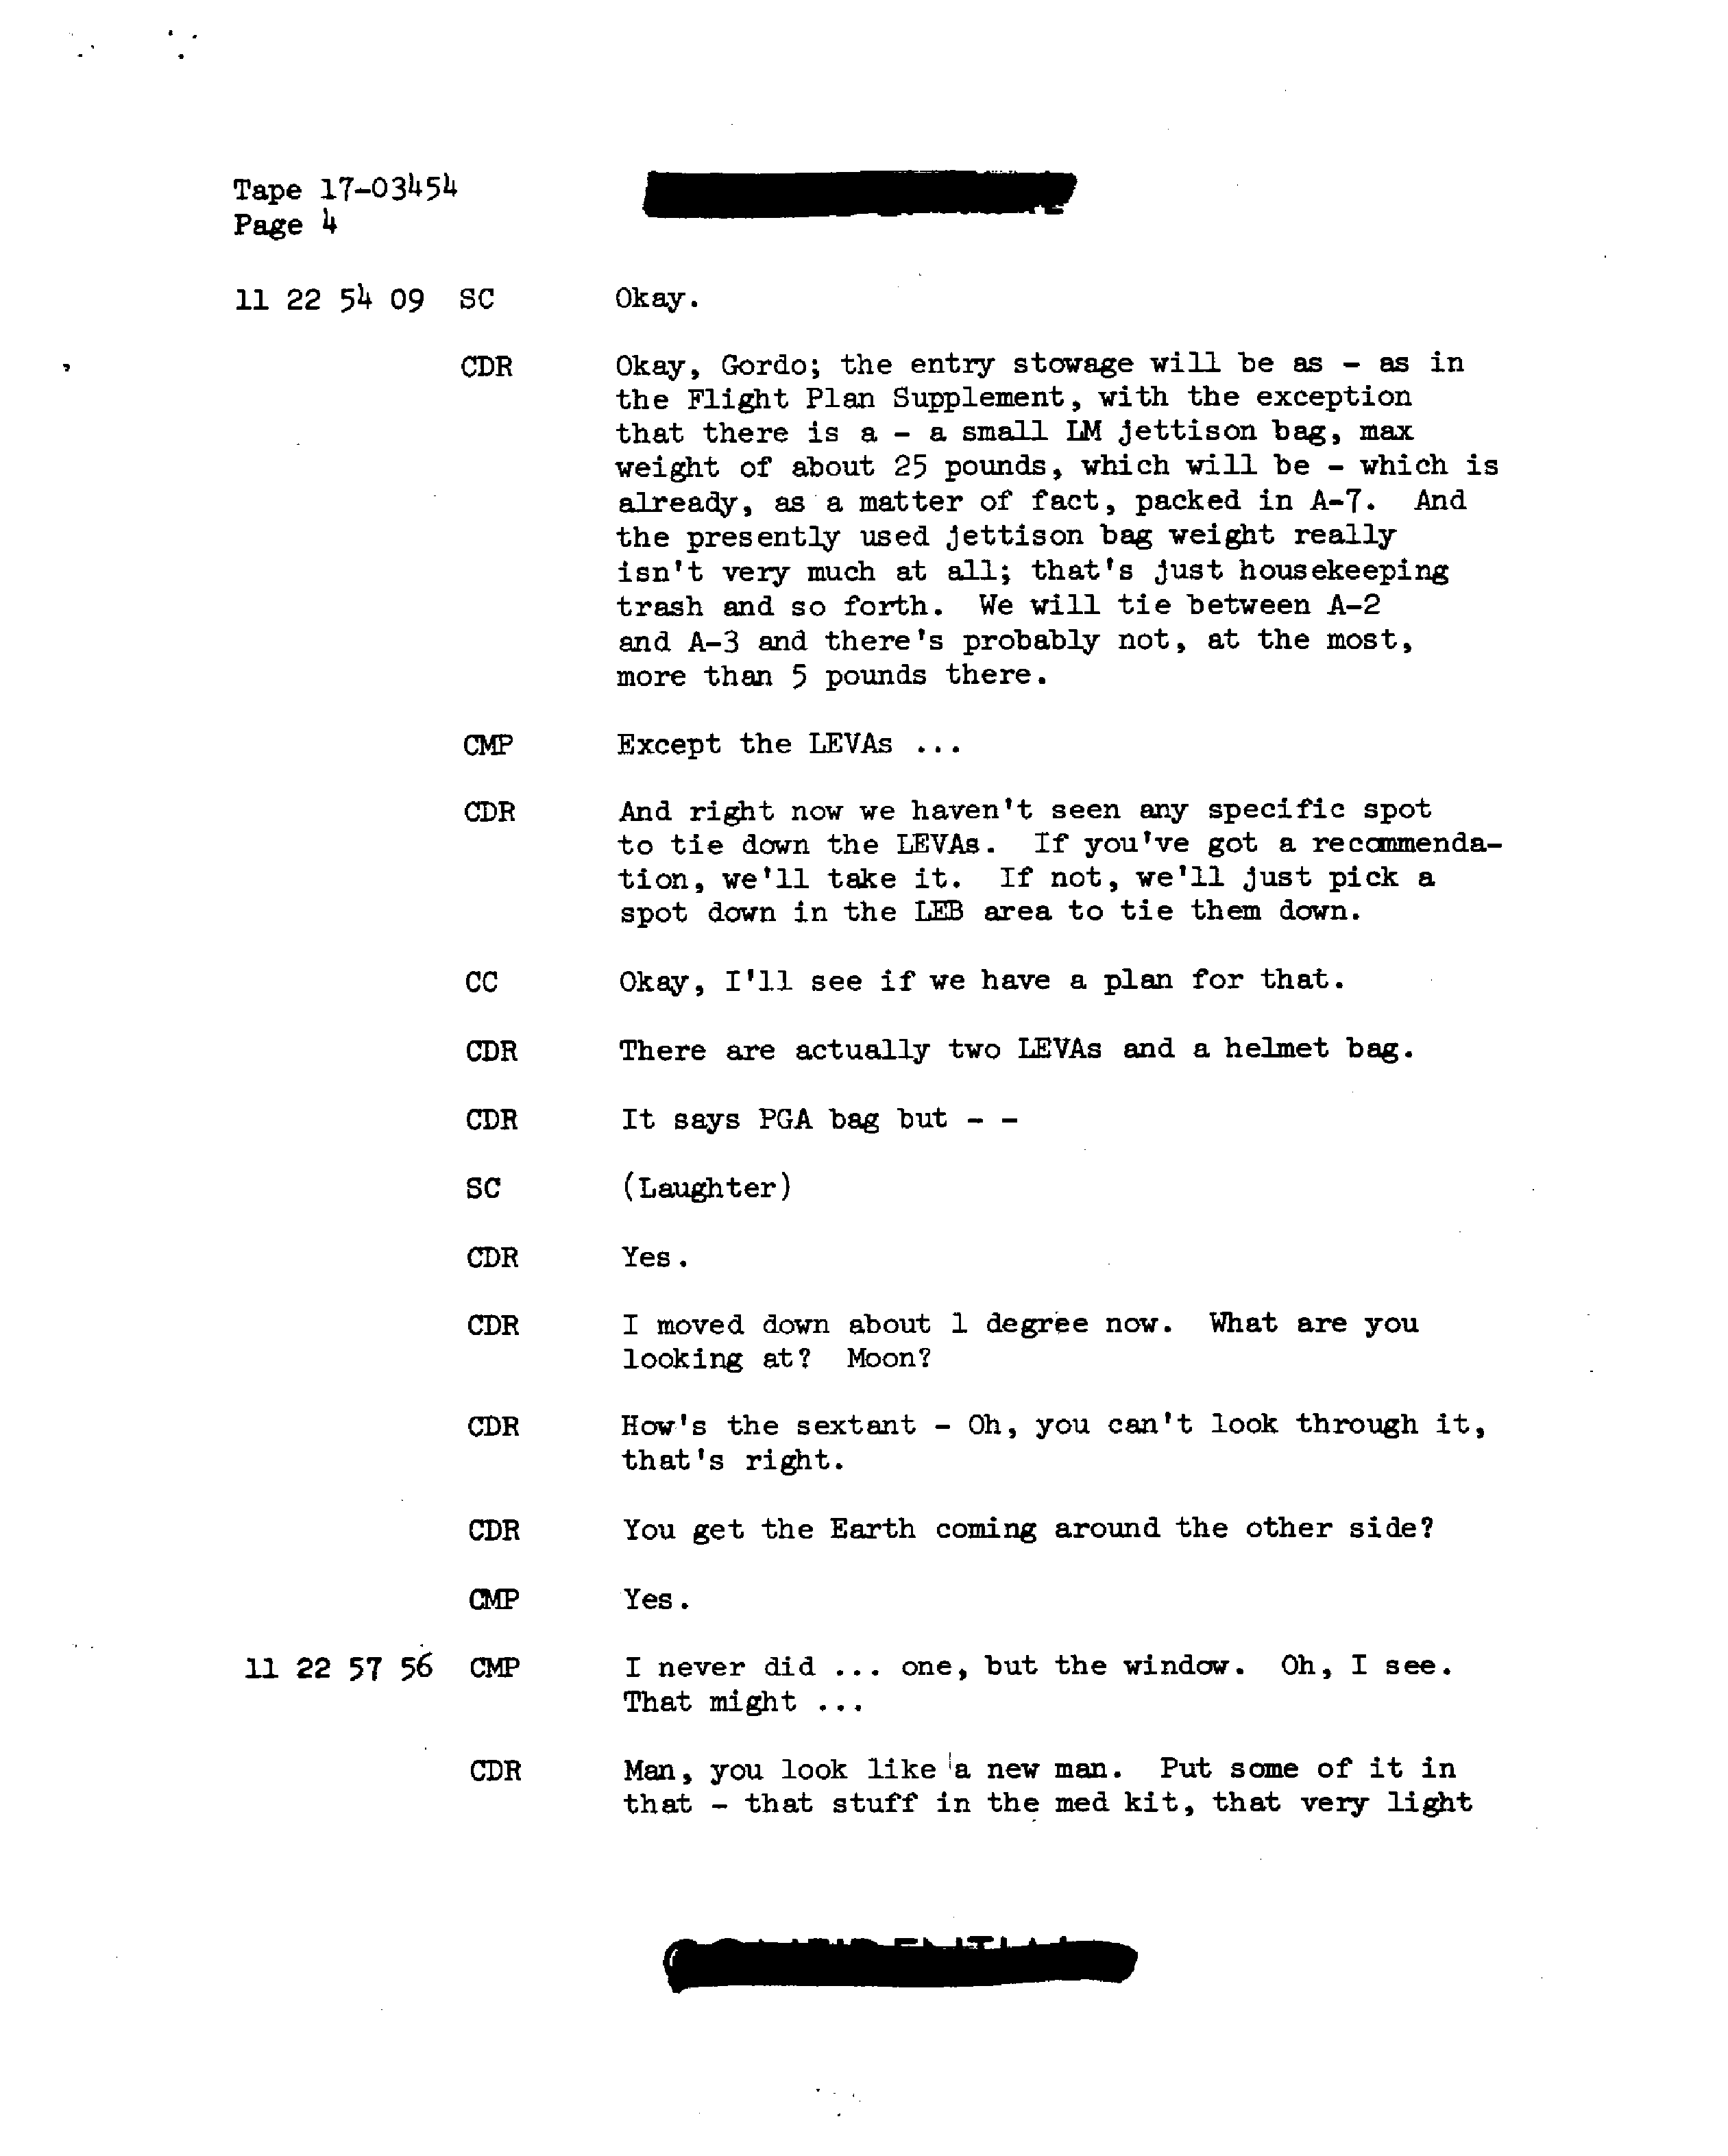 Tape 17-03454
Page 4
11 22 54 09 SC Okay.
CDR Okay, Gordo; the entry stowage will be as - as in
the Flight Plan Supplement, with the exception
that there is a - a small LM jettison bag, max
weight of about 25 pounds, which will be - which is
already, as a matter of fact, packed in A-7. And
the presently used jettison bag weight really
isn't very much at all; that's just housekeeping
trash and so forth. We will tie between A-2
and A-3 and there's probably not, at the most,
more than 5 pounds there.
CMP Except the LEVAs ...
CDR And right now we haven't seen any specific spot
to tie down the LEVAs. If you've got a recommenda-
tion, we'll take it. If not, we'll just pick a
spot down in the LEB area to tie them down.
CC Okay, I'll see if we have a plan for that.
CDR There are actually two LEVAs and a helmet bag.
CDR It says PGA bag but - -
SC (Laughter)
CDR Yes.
CDR I moved down about 1 degree now. What are you
looking at? Moon?
CDR How's the sextant - Oh, you can't look through it,
that's right.
CDR You get the Earth coming around the other side?
CMP Yes.
11 22 57 56 CMP I never did ... one, but the window. Oh, I see.
That might ...
CDR Man, you look like a new man. Put some of it in
that - that stuff in the med kit, that very light